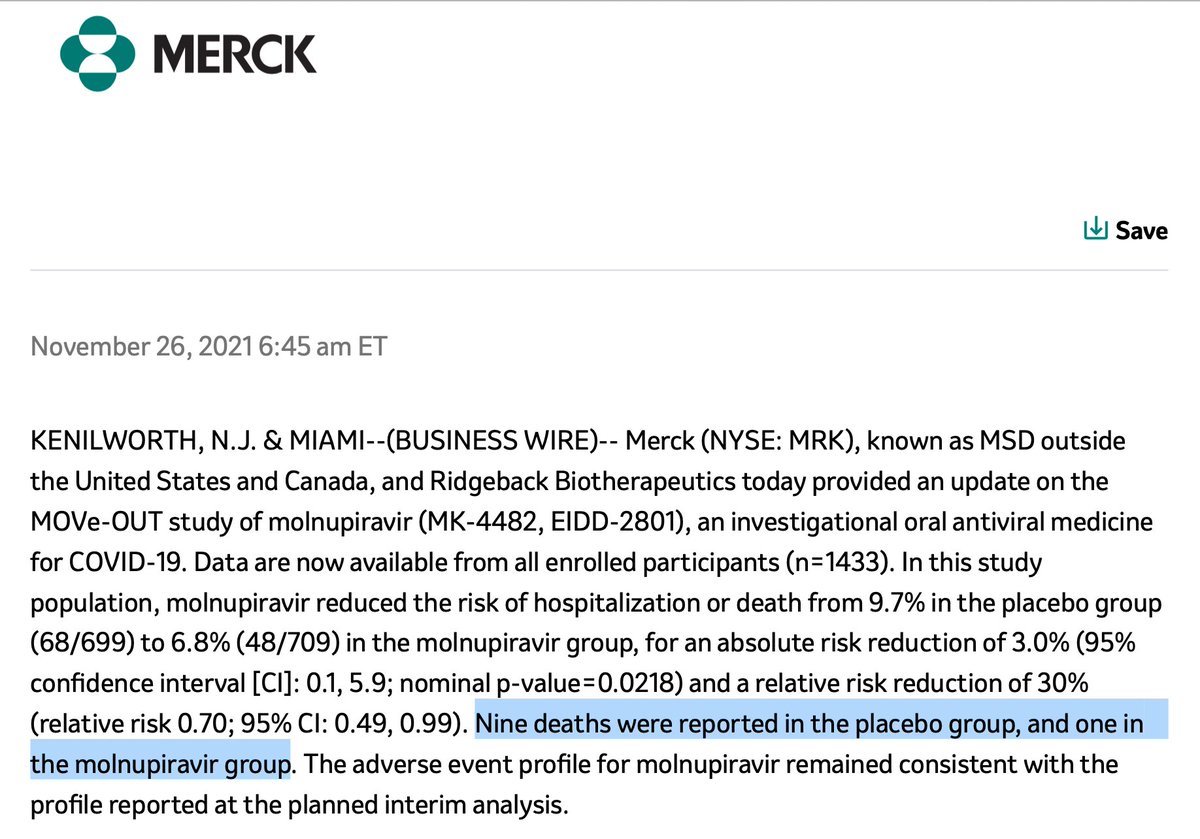 MERCK
Save
November 26, 2021 6:45 am ET
KENILWORTH, N.J. & MIAMI--(BUSINESS WIRE)-- Merck (NYSE: MRK), known as MSD outside
the United States and Canada, and Ridgeback Biotherapeutics today provided an update on the
MOVe-OUT study of molnupiravir (MK-4482, EIDD-2801), an investigational oral antiviral medicine
for COVID-19. Data are now available from all enrolled participants (n=1433). In this study
population, molnupiravir reduced the risk of hospitalization or death from 9.7% in the placebo group
(68/699) to 6.8% (48/709) in the molnupiravir group, for an absolute risk reduction of 3.0% (95%
confidence interval [CI]: 0.1, 5.9; nominal p-value=0.0218) and a relative risk reduction of 30%
(relative risk 0.70; 95% CI: 0.49, 0.99). Nine deaths were reported in the placebo group, and one in
the molnupiravir group. The adverse event profile for molnupiravir remained consistent with the
profile reported at the planned interim analysis.